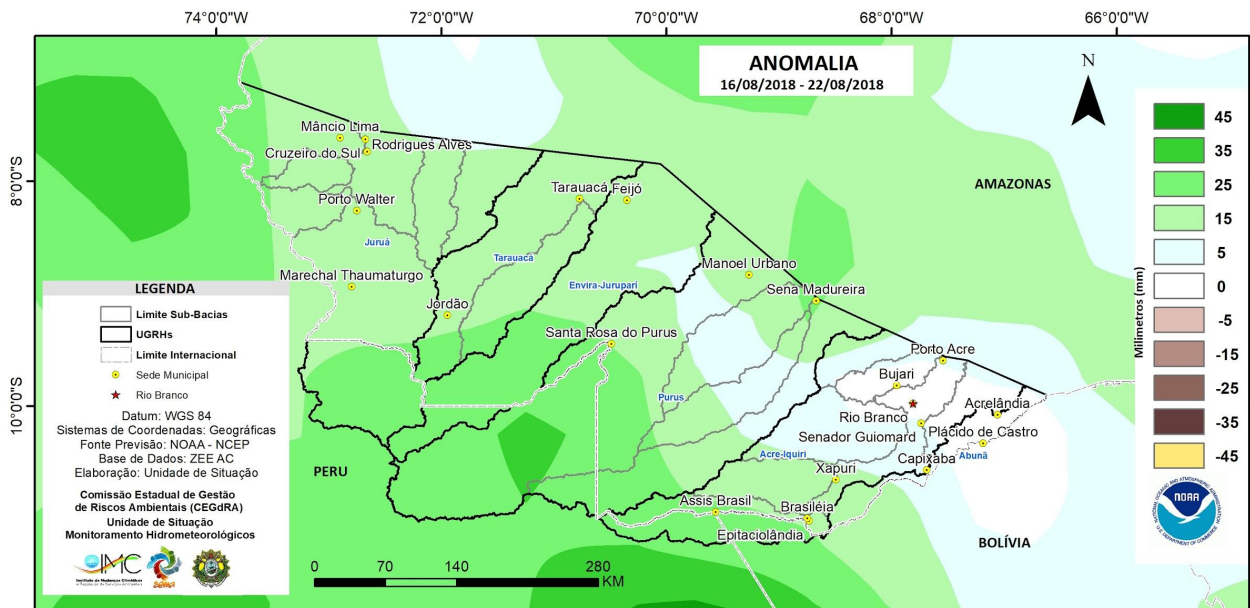 74°0'0"W
72°0'0"W
70°0'0"W
68°0'0"W
66°0'0"W
8°0'0"S
10°0'0"S
ANOMALIA
16/08/2018 - 22/08/2018
N
AMAZONAS
PERU
BOLÍVIA
Mâncio Lima
Rodrigues Alves
Cruzeiro do Sul
Porto Walter
Juruá
Marechal Thaumaturgo
Jordão
Tarauacá
Feijó
Tarauacá
Envira-Jurupari
Manoel Urbano
Sena Madureira
Santa Rosa do Purus
Purus
Porto Acre
Bujari
Rio Branco
Acrelândia
Senador Guiomard
Plácido de Castro
Abunã
Capixaba
Acre-Iquiri
Xapuri
Assis Brasil
Brasiléia
Epitaciolândia
LEGENDA
Limite Sub-Bacias
UGRHs
Limite Internacional
Sede Municipal
Rio Branco
Datum: WGS 84
Sistemas de Coordenadas: Geográficas
Fonte Previsão: NOAA - NCEP
Base de Dados: ZEE AC
Elaboração: Unidade de Situação
Comissão Estadual de Gestão
de Riscos Ambientais (CEGdRA)
Unidade de Situação
Monitoramento Hidrometeorológicos
IMC
SEMA
0
70
140
280
KM
Milimetros (mm)
45
35
25
15
5
0
-5
-15
-25
-35
-45
NOAA